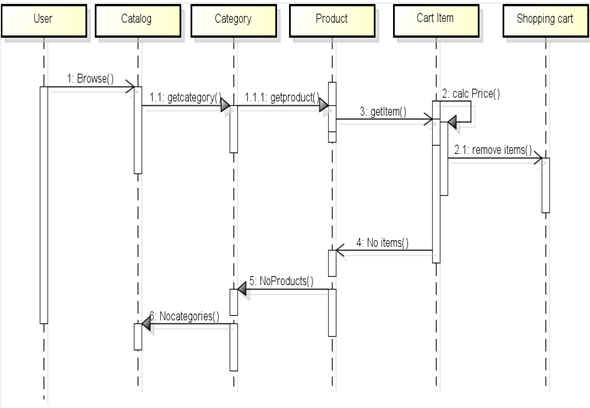 User Catalog Category Product Cart Item Shopping cart
1: Browse()
2: calc Price()
1.1: getcategory() 1.1.1: getproduct()
3: getItem()
2.1: remove items()
4: No items()
5: NoProducts()
6: Nocategories()